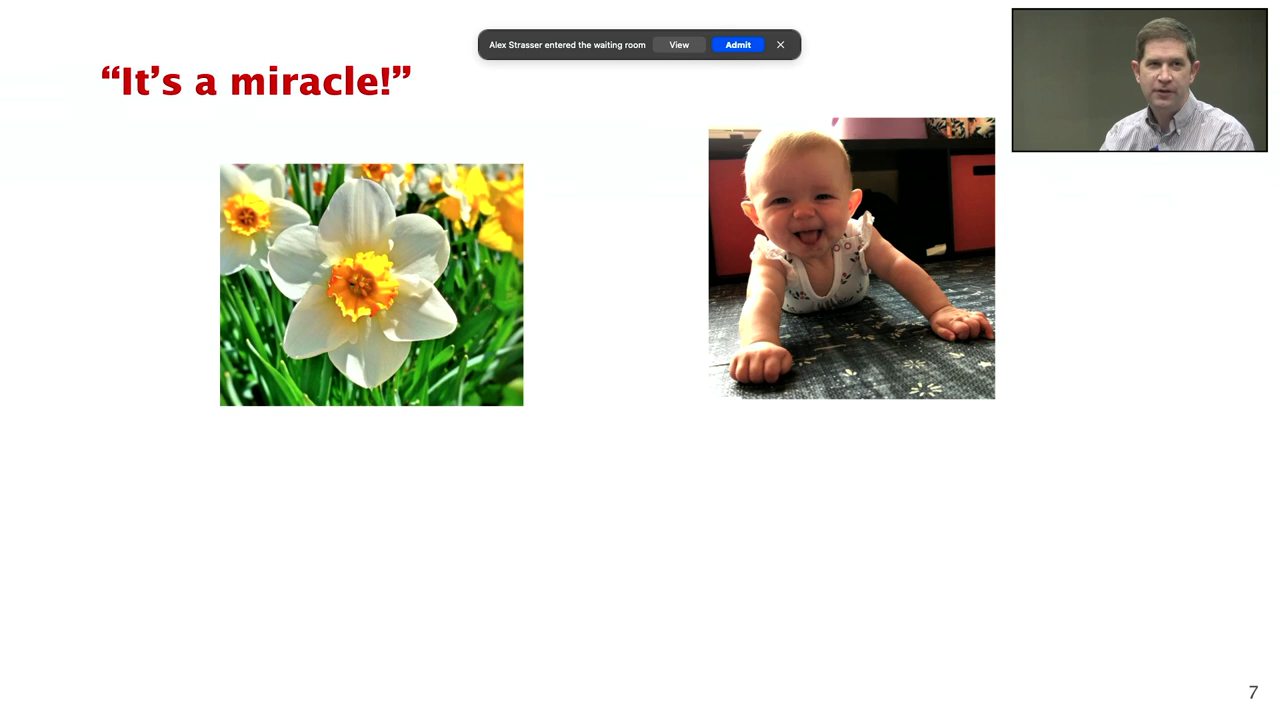 Alex Strasser entered the waiting room View Admit
“It’s a miracle!”
7